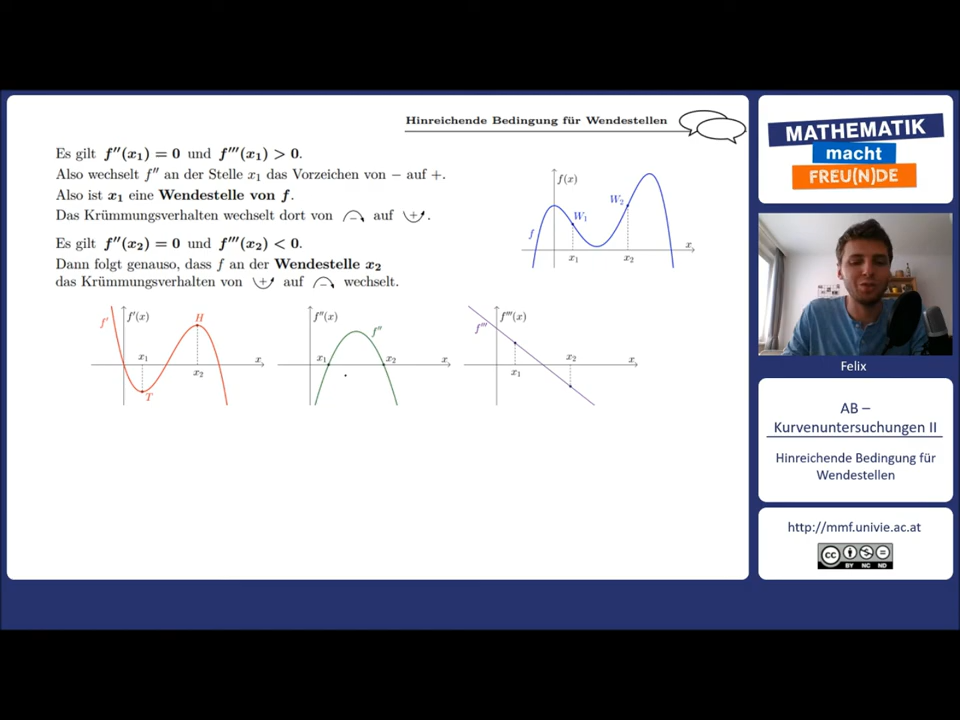 Hinreichende Bedingung für Wendestellen
Es gilt f″(x₁) = 0 und f‴(x₁) > 0.
Also wechselt f″ an der Stelle x₁ das Vorzeichen von − auf +.
Also ist x₁ eine Wendestelle von f.
Das Krümmungsverhalten wechselt dort von − auf +.
Es gilt f″(x₂) = 0 und f‴(x₂) < 0.
Dann folgt genauso, dass f an der Wendestelle x₂
das Krümmungsverhalten von + auf − wechselt.
f(x)
W₁
W₂
f
x
x₁
x₂
f′
f′(x)
H
x₁
x
x₂
T
f″(x)
f″
x₁
x₂
x
f‴
f‴(x)
x₂
x
x₁
MATHEMATIK
macht
FREU(N)DE
Felix
AB –
Kurvenuntersuchungen II
Hinreichende Bedingung für
Wendestellen
http://mmf.univie.ac.at
cc
BY NC ND